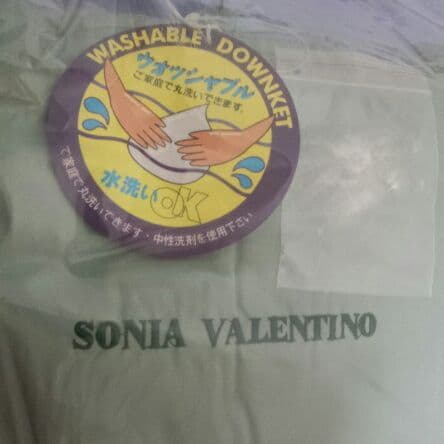 WASHABLE DOWNKET
ウオッシャブル
ご家庭で丸洗いできます。
水洗いOK
ご家庭で丸洗いできます・中性洗剤を使用下さい
SONIA VALENTINO